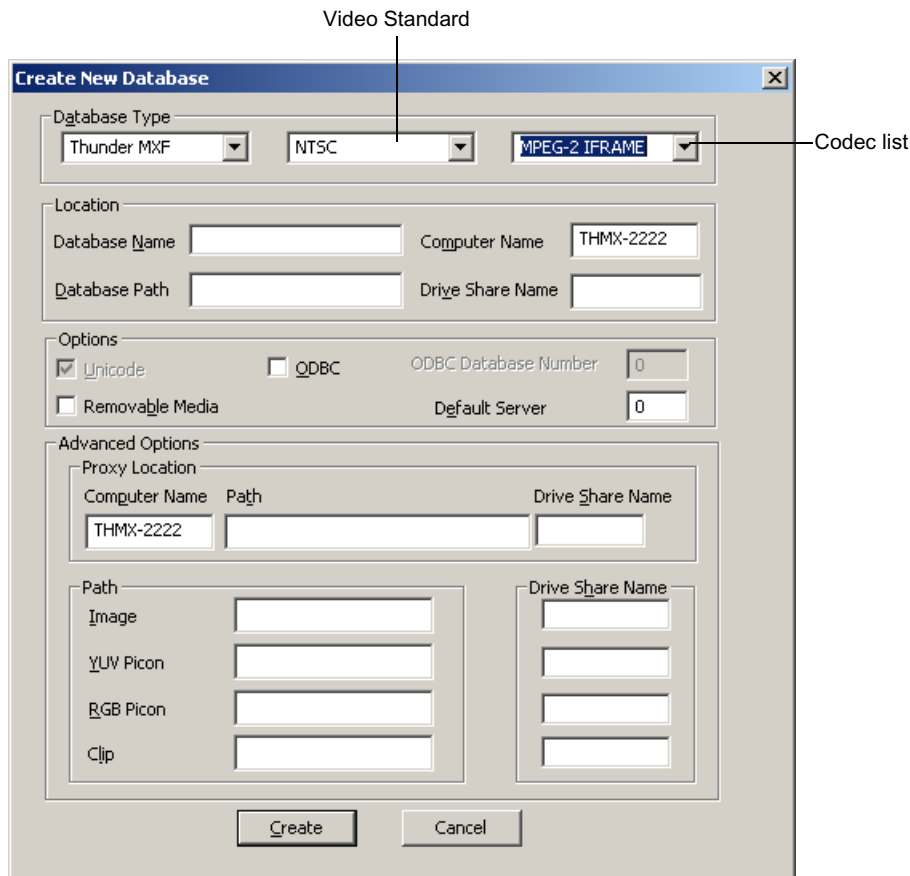 Video Standard
Create New Database
Database Type
Thunder MXF NTSC MPEG-2 IFRAME
Codec list
Location
Database Name Computer Name THMX-2222
Database Path Drive Share Name
Options
Unicode ODBC ODBC Database Number 0
Removable Media Default Server 0
Advanced Options
Proxy Location
Computer Name Path Drive Share Name
THMX-2222
Path Drive Share Name
Image
YUV Picon
RGB Picon
Clip
Create Cancel